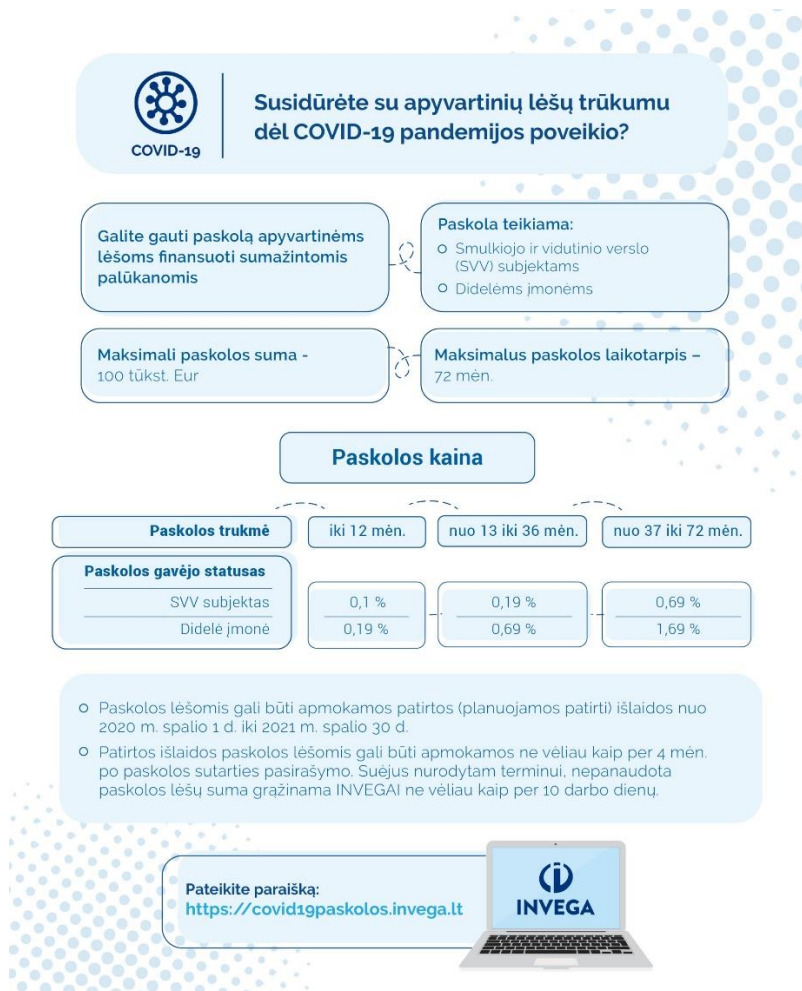 Susidūrėte su apyvartinių lėšų trūkumu
dėl COVID-19 pandemijos poveikio?
COVID-19
Galite gauti paskolą apyvartinėms
lėšoms finansuoti sumažintomis
palūkanomis
Paskola teikiama:
Smulkiojo ir vidutinio verslo
(SVV) subjektams
Didelėms įmonėms
Maksimali paskolos suma -
100 tūkst. Eur
Maksimalus paskolos laikotarpis –
72 mėn.
Paskolos kaina
Paskolos trukmė iki 12 mėn. nuo 13 iki 36 mėn. nuo 37 iki 72 mėn.
Paskolos gavėjo statusas
SVV subjektas 0,1 % 0,19 % 0,69 %
Didelė įmonė 0,19 % 0,69 % 1,69 %
Paskolos lėšomis gali būti apmokamos patirtos (planuojamos patirti) išlaidos nuo
2020 m. spalio 1 d. iki 2021 m. spalio 30 d.
Patirtos išlaidos paskolos lėšomis gali būti apmokamos ne vėliau kaip per 4 mėn.
po paskolos sutarties pasirašymo. Suėjus nurodytam terminui, nepanaudota
paskolos lėšų suma grąžinama INVEGAI ne vėliau kaip per 10 darbo dienų.
Pateikite paraišką:
https://covid19paskolos.invega.lt
INVEGA